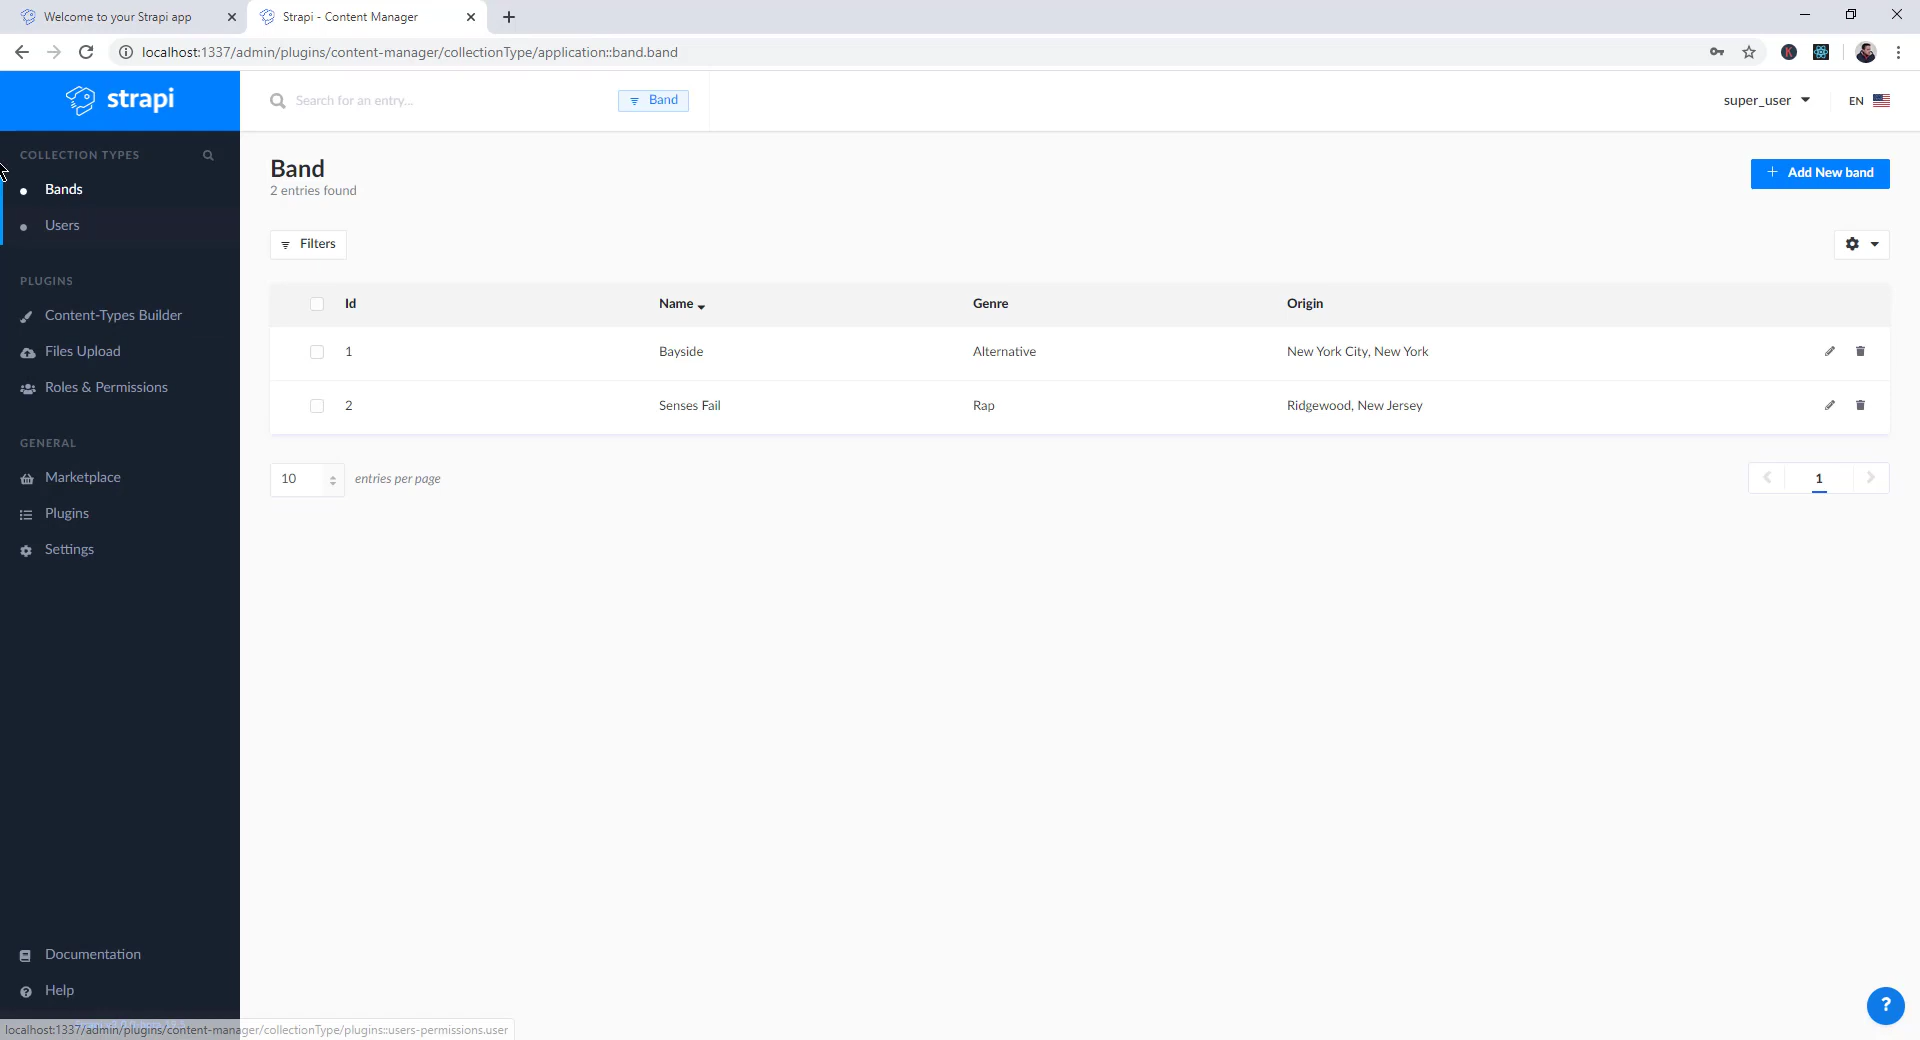 Welcome to your Strapi app
Strapi - Content Manager
localhost:1337/admin/plugins/content-manager/collectionType/application::band.band
K
strapi
Search for an entry...
Band
super_user
EN
COLLECTION TYPES
Bands
Users
PLUGINS
Content-Types Builder
Files Upload
Roles & Permissions
GENERAL
Marketplace
Plugins
Settings
Documentation
Help
Band
2 entries found
Add New band
Filters
Id Name Genre Origin
1 Bayside Alternative New York City, New York
2 Senses Fail Rap Ridgewood, New Jersey
10 entries per page
1
?
localhost:1337/admin/plugins/content-manager/collectionType/plugins::users-permissions.user